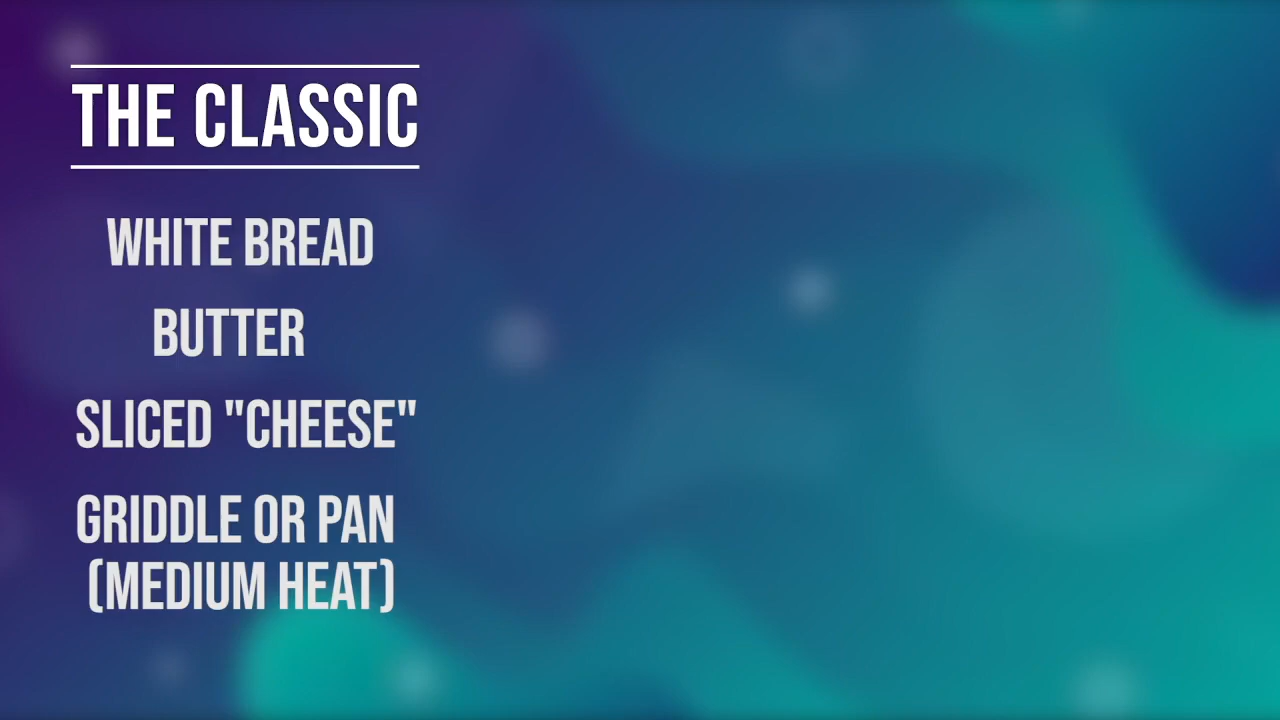 THE CLASSIC
WHITE BREAD
BUTTER
SLICED "CHEESE"
GRIDDLE OR PAN
(MEDIUM HEAT)